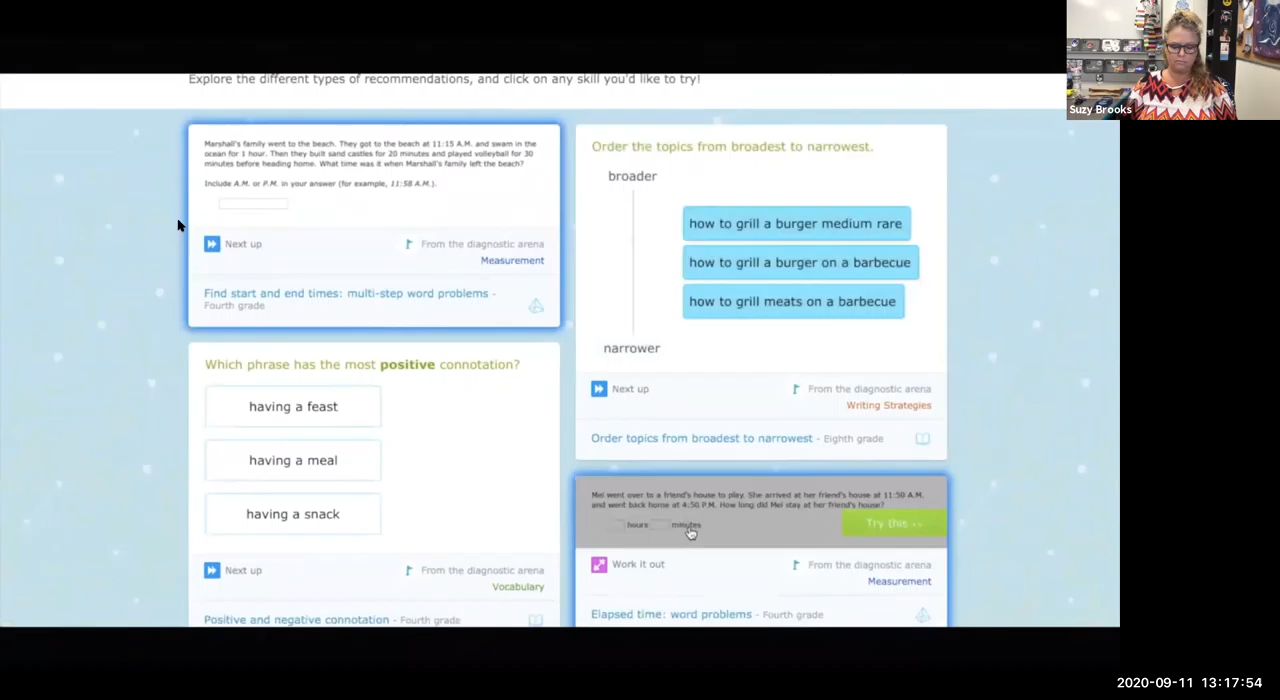 Explore the different types of recommendations, and click on any skill you'd like to try!
Suzy Brooks
Marshall's family went to the beach. They got to the beach at 11:15 A.M. and swam in the
ocean for 1 hour. Then they built sand castles for 20 minutes and played volleyball for 30
minutes before heading home. What time was it when Marshall's family left the beach?
Include A.M. or P.M. in your answer (for example, 11:58 A.M.).
Next up
From the diagnostic arena
Measurement
Find start and end times: multi-step word problems -
Fourth grade
Order the topics from broadest to narrowest.
broader
how to grill a burger medium rare
how to grill a burger on a barbecue
how to grill meats on a barbecue
narrower
Next up
From the diagnostic arena
Writing Strategies
Order topics from broadest to narrowest - Eighth grade
Which phrase has the most positive connotation?
having a feast
having a meal
having a snack
Next up
From the diagnostic arena
Vocabulary
Positive and negative connotation - Fourth grade
Mei went over to a friend's house to play. She arrived at her friend's house at 11:50 A.M.
and went back home at 4:50 P.M. How long did Mei stay at her friend's house?
hours minutes
Try this
Work it out
From the diagnostic arena
Measurement
Elapsed time: word problems - Fourth grade
2020-09-11 13:17:54